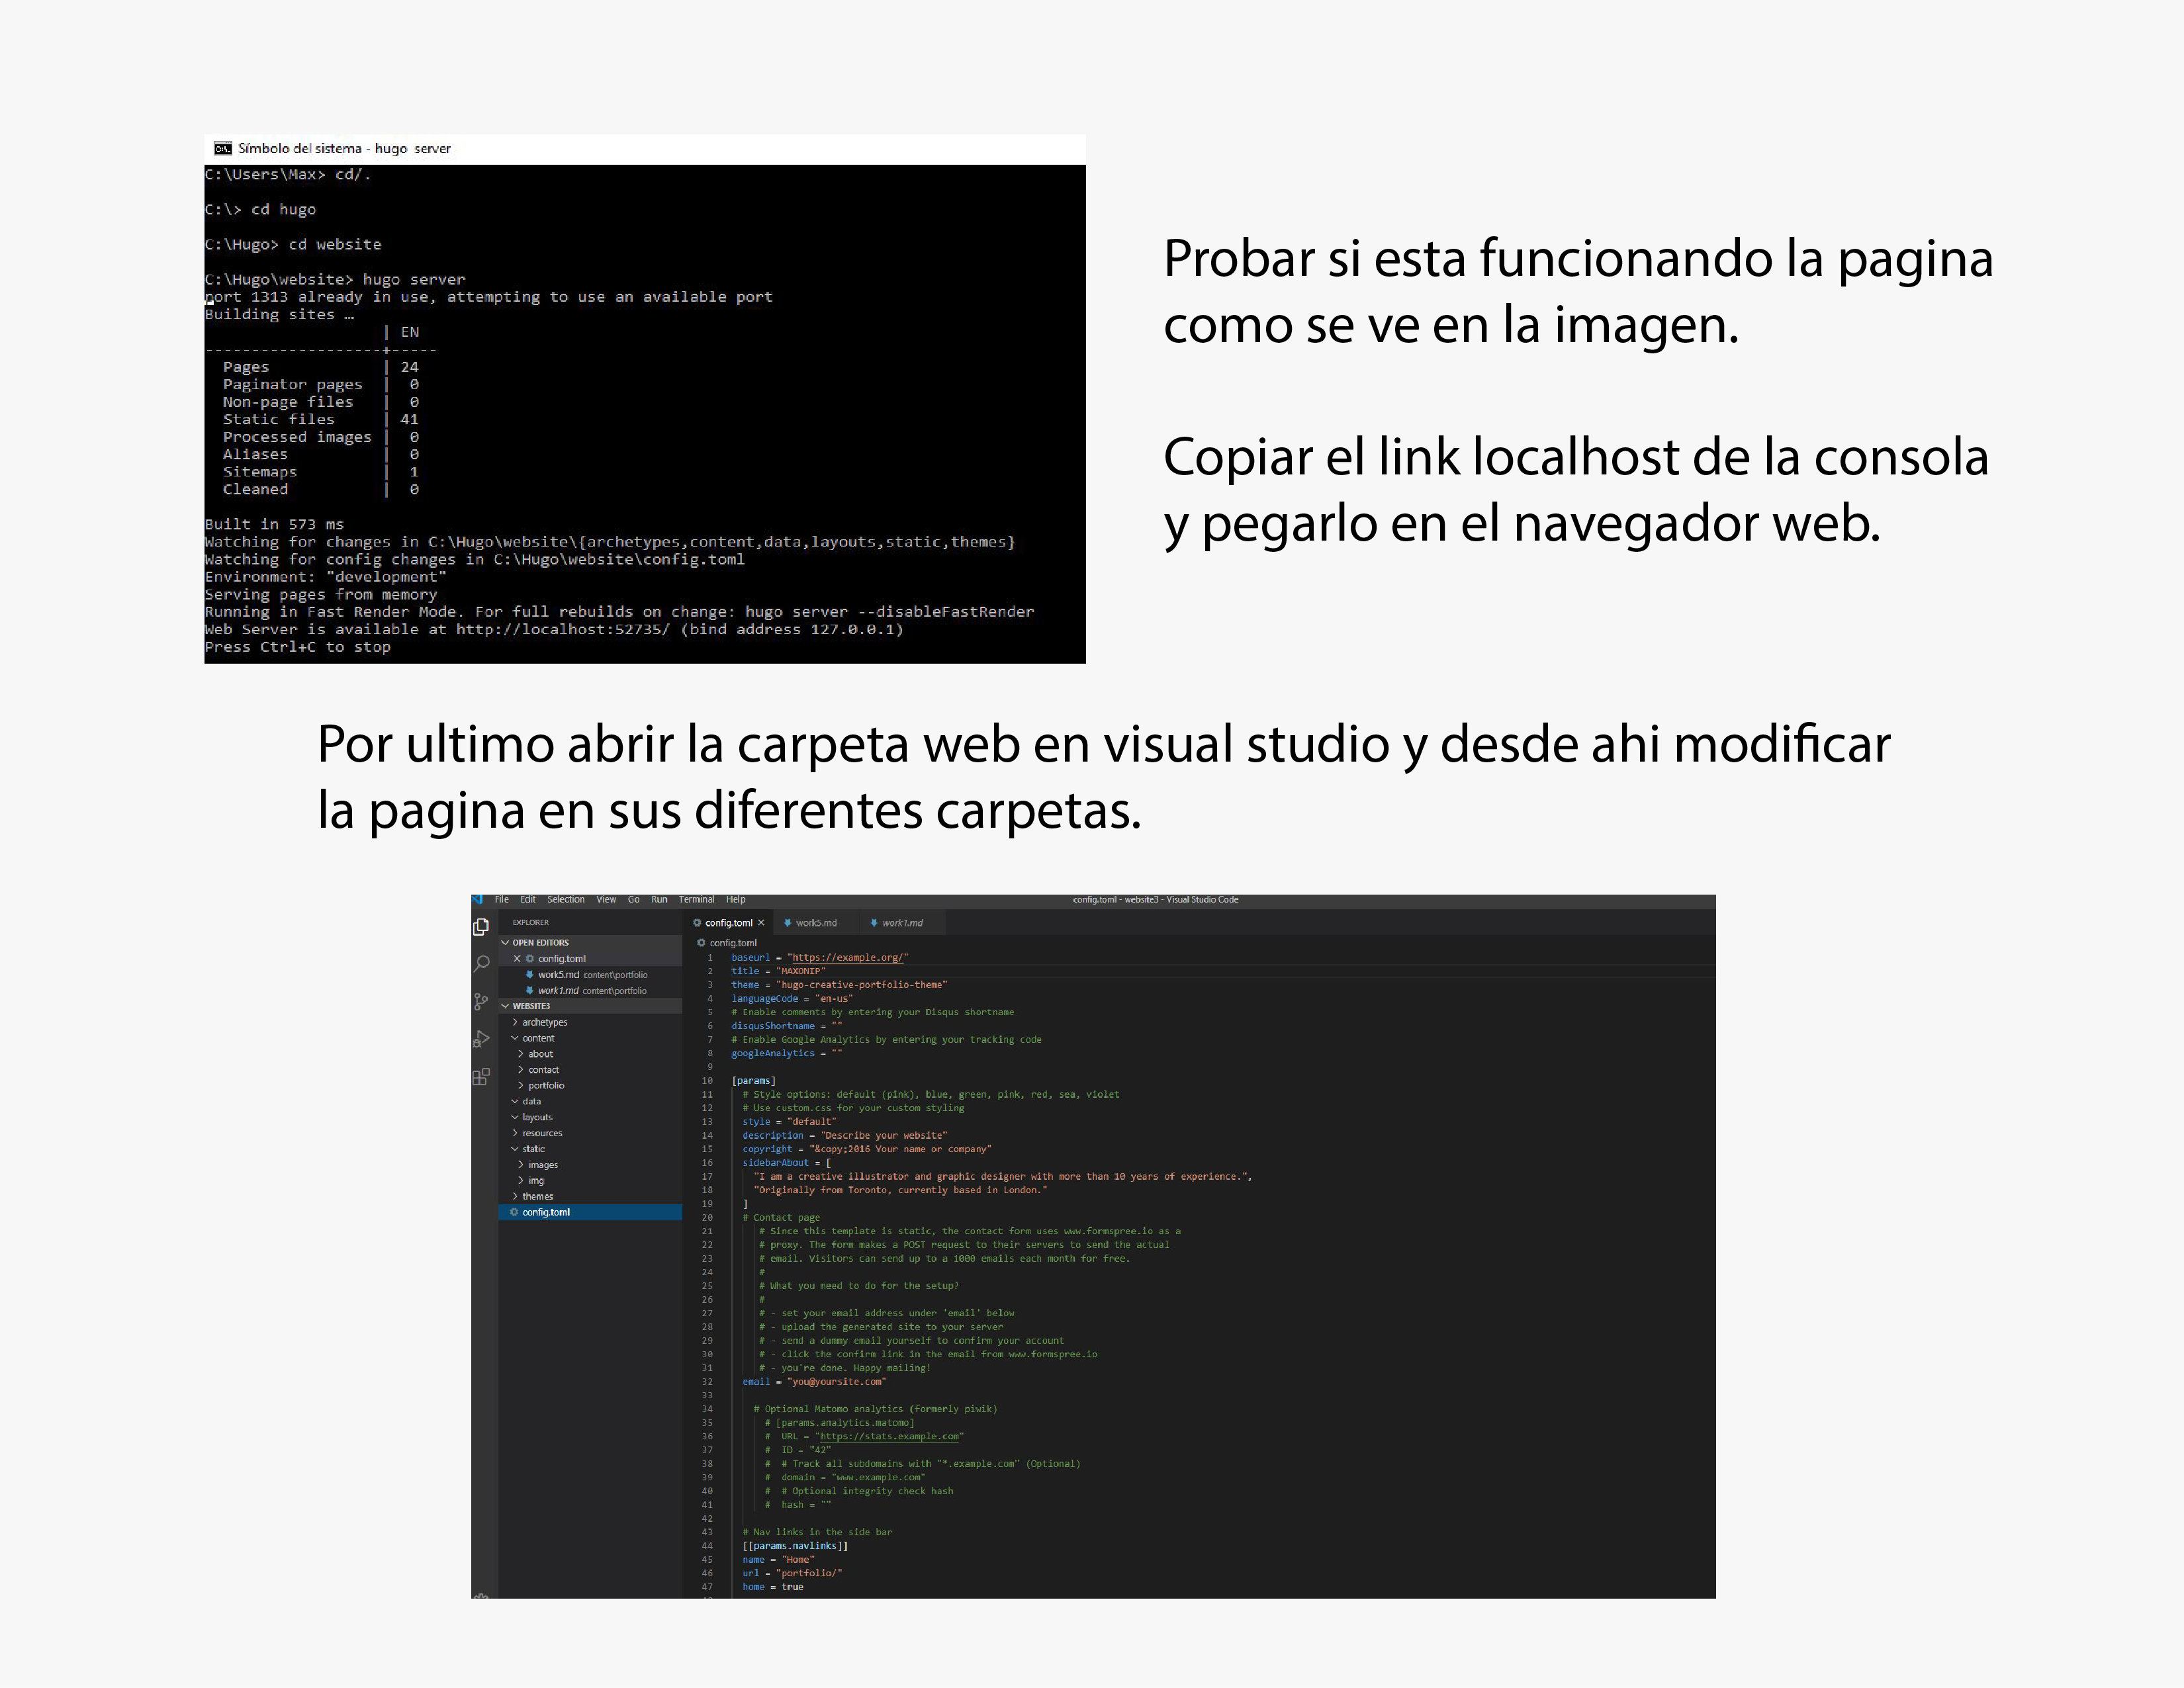 Símbolo del sistema - hugo  server
C:\Users\Max> cd/.
C:\> cd hugo
C:\Hugo> cd website
C:\Hugo\website> hugo server
port 1313 already in use, attempting to use an available port
Building sites …
| EN
-------------------+-----
Pages | 24
Paginator pages | 0
Non-page files | 0
Static files | 41
Processed images | 0
Aliases | 0
Sitemaps | 1
Cleaned | 0
Built in 573 ms
Watching for changes in C:\Hugo\website\{archetypes,content,data,layouts,static,themes}
Watching for config changes in C:\Hugo\website\config.toml
Environment: "development"
Serving pages from memory
Running in Fast Render Mode. For full rebuilds on change: hugo server --disableFastRender
Web Server is available at http://localhost:52735/ (bind address 127.0.0.1)
Press Ctrl+C to stop
Probar si esta funcionando la pagina
como se ve en la imagen.
Copiar el link localhost de la consola
y pegarlo en el navegador web.
Por ultimo abrir la carpeta web en visual studio y desde ahi modificar
la pagina en sus diferentes carpetas.
File Edit Selection View Go Run Terminal Help config.toml - website3 - Visual Studio Code
EXPLORER
OPEN EDITORS
config.toml
work5.md content\portfolio
work1.md content\portfolio
WEBSITE3
archetypes
content
about
contact
portfolio
data
layouts
resources
static
images
img
themes
config.toml
config.toml work5.md work1.md
config.toml
1 baseurl = "https://example.org/"
2 title = "MAXONIP"
3 theme = "hugo-creative-portfolio-theme"
4 languageCode = "en-us"
5 # Enable comments by entering your Disqus shortname
6 disqusShortname = ""
7 # Enable Google Analytics by entering your tracking code
8 googleAnalytics = ""
9
10 [params]
11 # Style options: default (pink), blue, green, pink, red, sea, violet
12 # Use custom.css for your custom styling
13 style = "default"
14 description = "Describe your website"
15 copyright = "&copy;2016 Your name or company"
16 sidebarAbout = [
17 "I am a creative illustrator and graphic designer with more than 10 years of experience.",
18 "Originally from Toronto, currently based in London."
19 ]
20 # Contact page
21 # Since this template is static, the contact form uses www.formspree.io as a
22 # proxy. The form makes a POST request to their servers to send the actual
23 # email. Visitors can send up to a 1000 emails each month for free.
24 #
25 # What you need to do for the setup?
26 #
27 # - set your email address under 'email' below
28 # - upload the generated site to your server
29 # - send a dummy email yourself to confirm your account
30 # - click the confirm link in the email from www.formspree.io
31 # - you're done. Happy mailing!
32 email = "you@yoursite.com"
33
34 # Optional Matomo analytics (formerly piwik)
35 # [params.analytics.matomo]
36 # URL = "https://stats.example.com"
37 # ID = "42"
38 # # Track all subdomains with "*.example.com" (Optional)
39 # domain = "www.example.com"
40 # # Optional integrity check hash
41 # hash = ""
42
43 # Nav links in the side bar
44 [[params.navlinks]]
45 name = "Home"
46 url = "portfolio/"
47 home = true